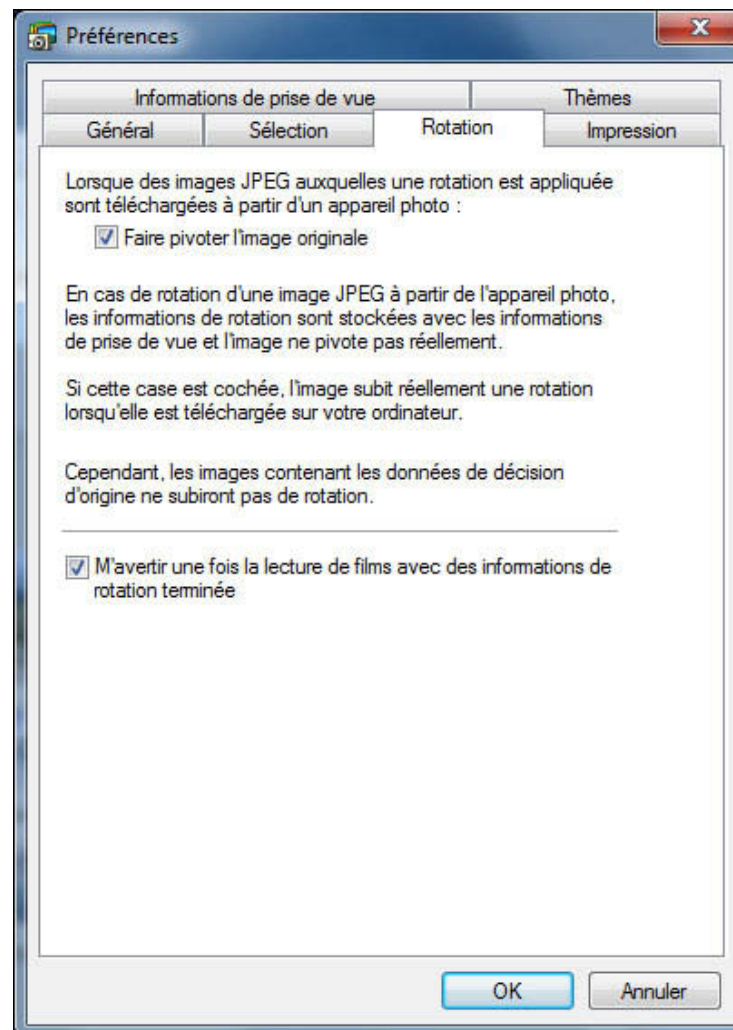 Préférences
Informations de prise de vue
Thèmes
Général
Sélection
Rotation
Impression
Lorsque des images JPEG auxquelles une rotation est appliquée
sont téléchargées à partir d'un appareil photo :
Faire pivoter l'image originale
En cas de rotation d'une image JPEG à partir de l'appareil photo,
les informations de rotation sont stockées avec les informations
de prise de vue et l'image ne pivote pas réellement.
Si cette case est cochée, l'image subit réellement une rotation
lorsqu'elle est téléchargée sur votre ordinateur.
Cependant, les images contenant les données de décision
d'origine ne subiront pas de rotation.
M'avertir une fois la lecture de films avec des informations de
rotation terminée
OK
Annuler